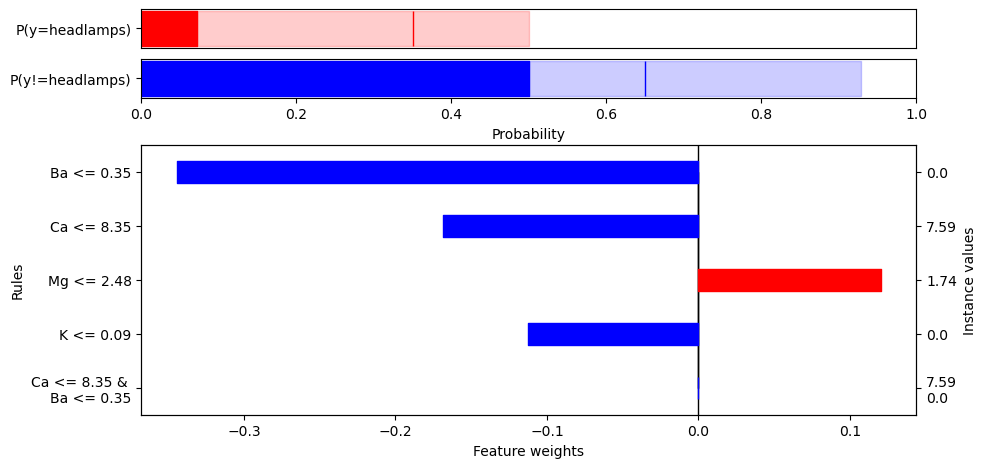 P(y=headlamps)
P(y!=headlamps)
0.0 0.2 0.4 0.6 0.8 1.0
Probability
Rules
Ba <= 0.35 0.0
Ca <= 8.35 7.59
Mg <= 2.48 1.74
K <= 0.09 0.0
Ca <= 8.35 & 7.59
Ba <= 0.35 0.0
Instance values
−0.3 −0.2 −0.1 0.0 0.1
Feature weights